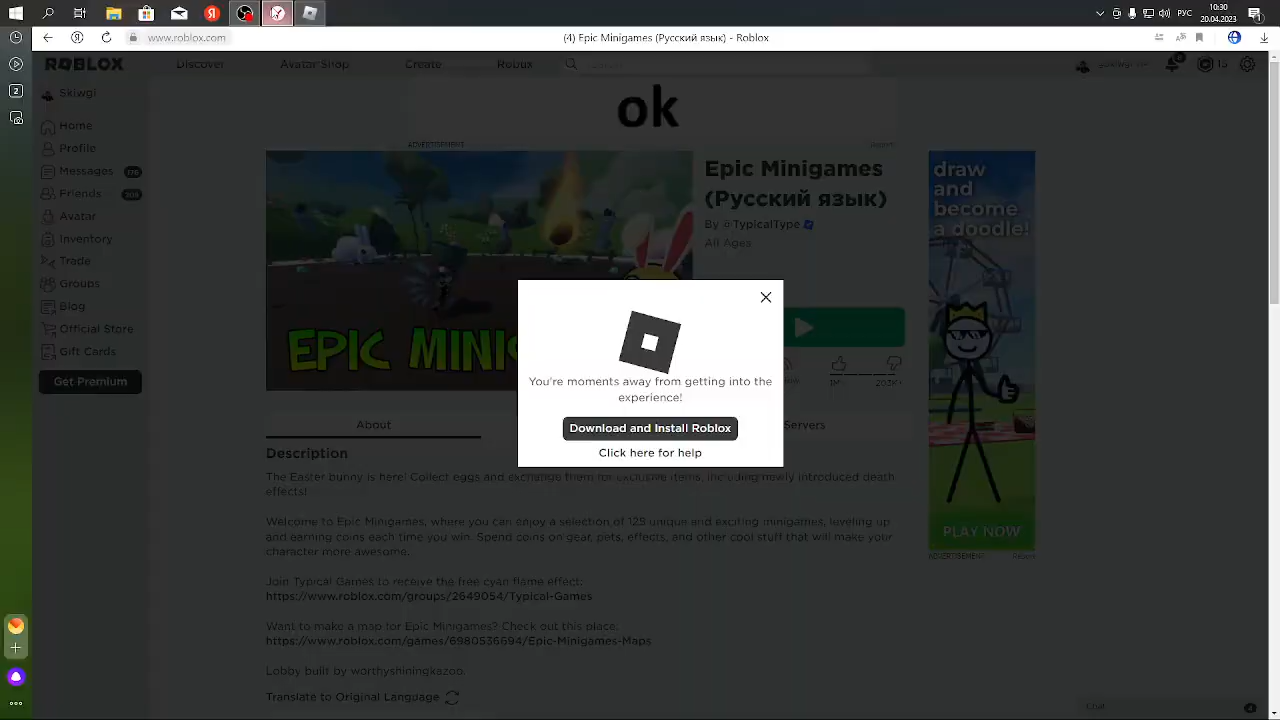 10:30
РУС
20.04.2023
www.roblox.com
(4) Epic Minigames (Русский язык) - Roblox
ROBLOX
Discover
Avatar Shop
Create
Robux
15
Skiwgi
ok
Home
ADVERTISEMENT
Report
Profile
Messages
Friends
Avatar
Inventory
Trade
Groups
Blog
Official Store
Gift Cards
Get Premium
EPIC MINI
Epic Minigames
(Русский язык)
By @TypicalType
All Ages
1M+
203K+
draw
and
become
a doodle!
PLAY NOW
ADVERTISEMENT
Report
You're moments away from getting into the
experience!
Download and Install Roblox
Click here for help
About
Servers
Description
The Easter bunny is here! Collect eggs and exchange them for exclusive items, including newly introduced death
effects!
Welcome to Epic Minigames, where you can enjoy a selection of 125 unique and exciting minigames, leveling up
and earning coins each time you win. Spend coins on gear, pets, effects, and other cool stuff that will make your
character more awesome.
Join Typical Games to receive the free cyan flame effect:
https://www.roblox.com/groups/2649054/Typical-Games
Want to make a map for Epic Minigames? Check out this place:
https://www.roblox.com/games/6980536694/Epic-Minigames-Maps
Lobby built by worthyshiningkazoo.
Translate to Original Language
Chat